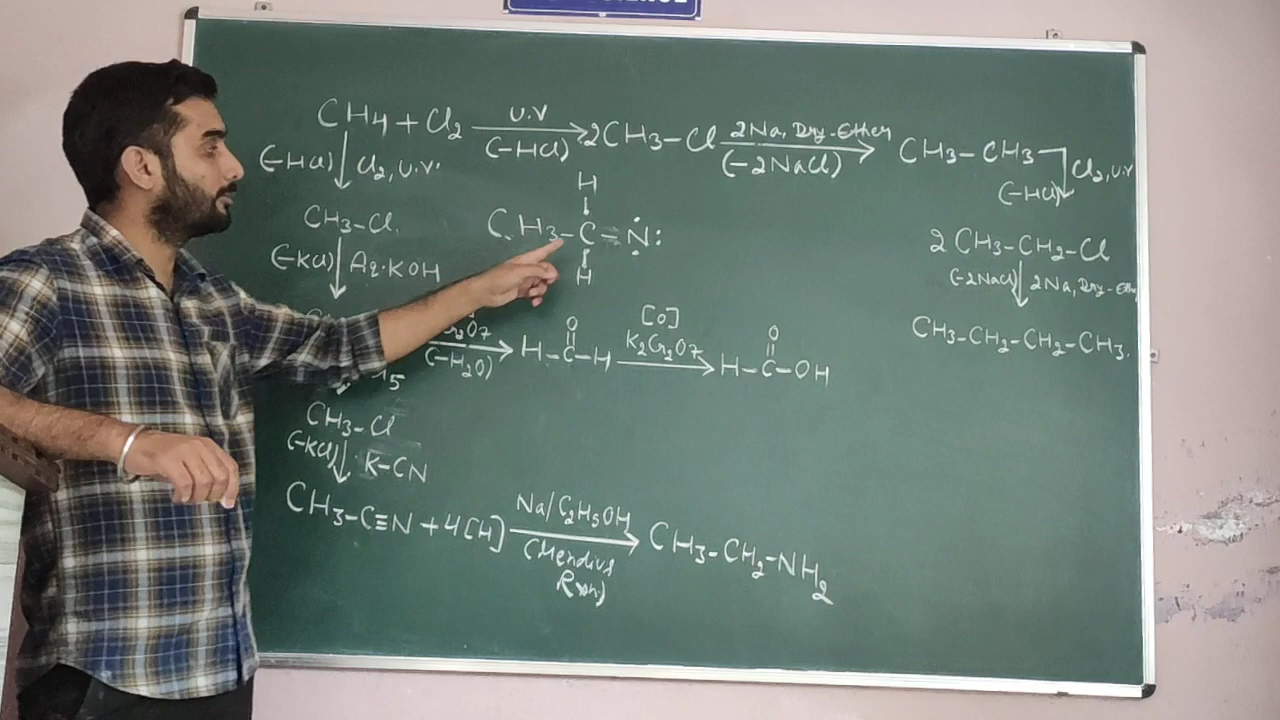 CH4 + Cl2 U.V (-HCl) 2CH3-Cl 2Na, Dry-Ether (-2NaCl) CH3-CH3
(-HCl) Cl2, U.V.
Cl2, U.V
(-HCl)
CH3-Cl.
H
CH3-C=N:
H
(-KCl) Aq.KOH
2 CH3-CH2-Cl
(-2NaCl) 2Na, Dry-Ethe
CH3-CH2-CH2-CH3.
(-H2O) H-C-H [O] K2Cr2O7 H-C-OH
O O
CH3-Cl
(-KCl) K-CN
CH3-C≡N + 4[H] Na/C2H5OH (Mendius Rxn.) CH3-CH2-NH2